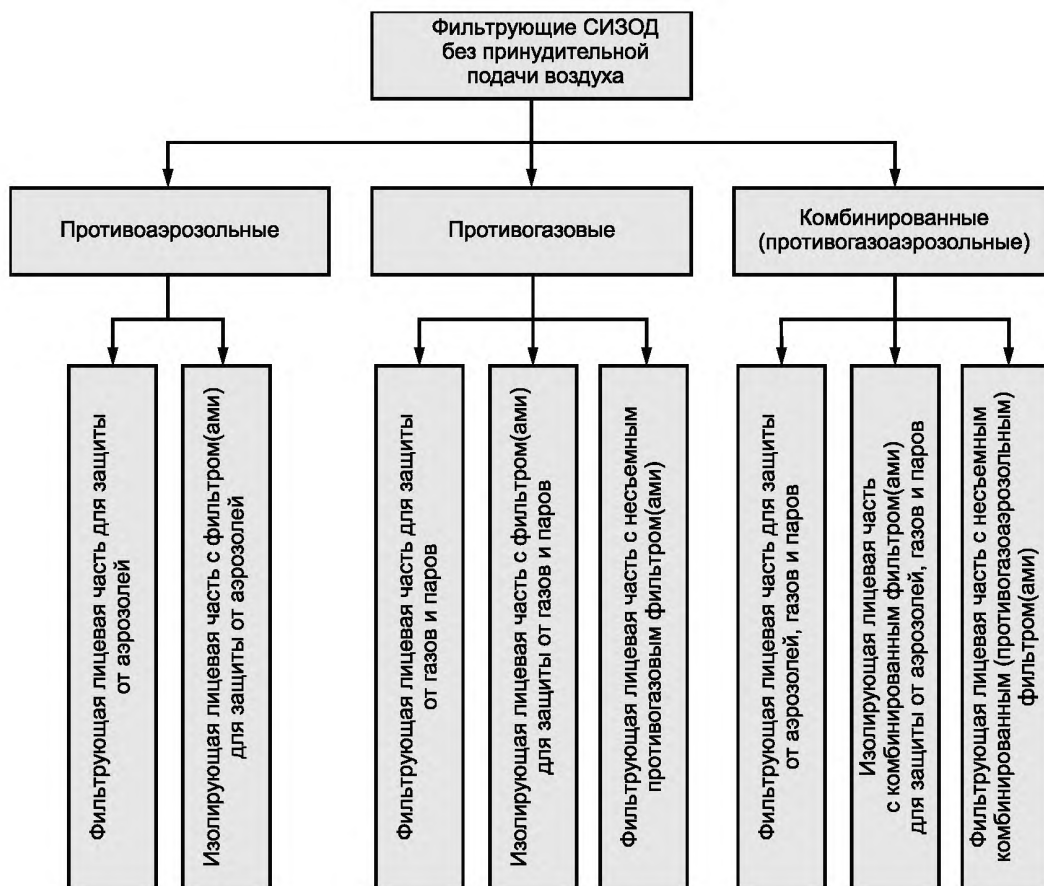 Фильтрующие СИЗОД
без принудительной
подачи воздуха
Противоаэрозольные
Противогазовые
Комбинированные
(противогазоаэрозольные)
Фильтрующая лицевая часть для защиты
от аэрозолей
Изолирующая лицевая часть с фильтром(ами)
для защиты от аэрозолей
Фильтрующая лицевая часть для защиты
от газов и паров
Изолирующая лицевая часть с фильтром(ами)
для защиты от газов и паров
Фильтрующая лицевая часть с несъемным
противогазовым фильтром(ами)
Фильтрующая лицевая часть для защиты
от аэрозолей, газов и паров
Изолирующая лицевая часть
с комбинированным фильтром(ами)
для защиты от аэрозолей, газов и паров
Фильтрующая лицевая часть с несъемным
комбинированным (противогазоаэрозольным)
фильтром(ами)